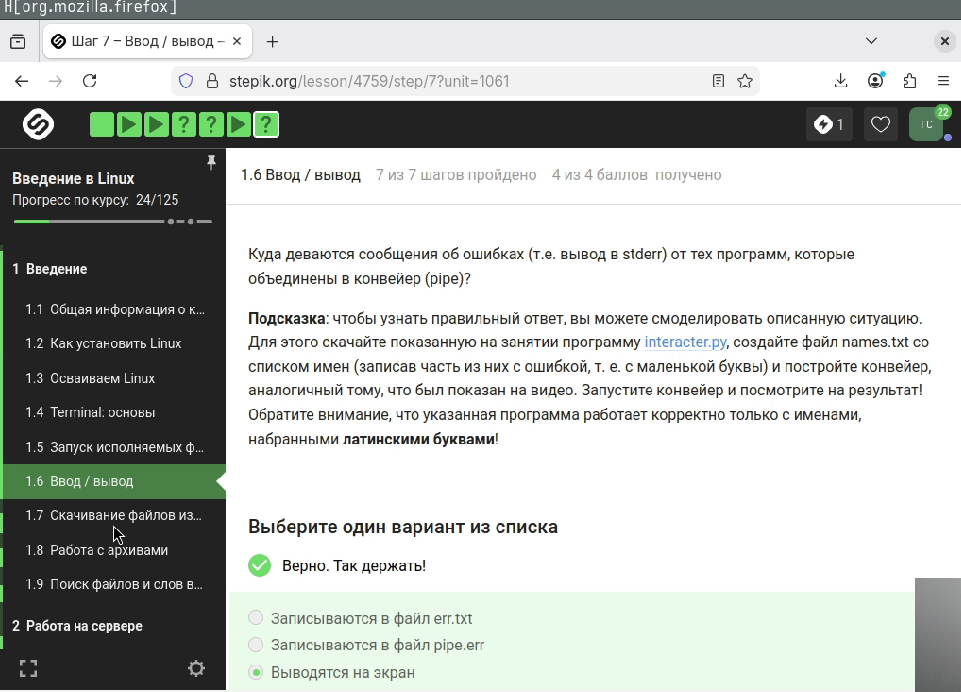 H[org.mozilla.firefox]
Шаг 7 – Ввод / вывод –
stepik.org/lesson/4759/step/7?unit=1061
1
TC
22
Введение в Linux
Прогресс по курсу: 24/125
1 Введение
1.1 Общая информация о к...
1.2 Как установить Linux
1.3 Осваиваем Linux
1.4 Terminal: основы
1.5 Запуск исполняемых ф...
1.6 Ввод / вывод
1.7 Скачивание файлов из...
1.8 Работа с архивами
1.9 Поиск файлов и слов в...
2 Работа на сервере
1.6 Ввод / вывод 7 из 7 шагов пройдено 4 из 4 баллов получено
Куда деваются сообщения об ошибках (т.е. вывод в stderr) от тех программ, которые
объединены в конвейер (pipe)?
Подсказка: чтобы узнать правильный ответ, вы можете смоделировать описанную ситуацию.
Для этого скачайте показанную на занятии программу interacter.py, создайте файл names.txt со
списком имен (записав часть из них с ошибкой, т. е. с маленькой буквы) и постройте конвейер,
аналогичный тому, что был показан на видео. Запустите конвейер и посмотрите на результат!
Обратите внимание, что указанная программа работает корректно только с именами,
набранными латинскими буквами!
Выберите один вариант из списка
Верно. Так держать!
Записываются в файл err.txt
Записываются в файл pipe.err
Выводятся на экран